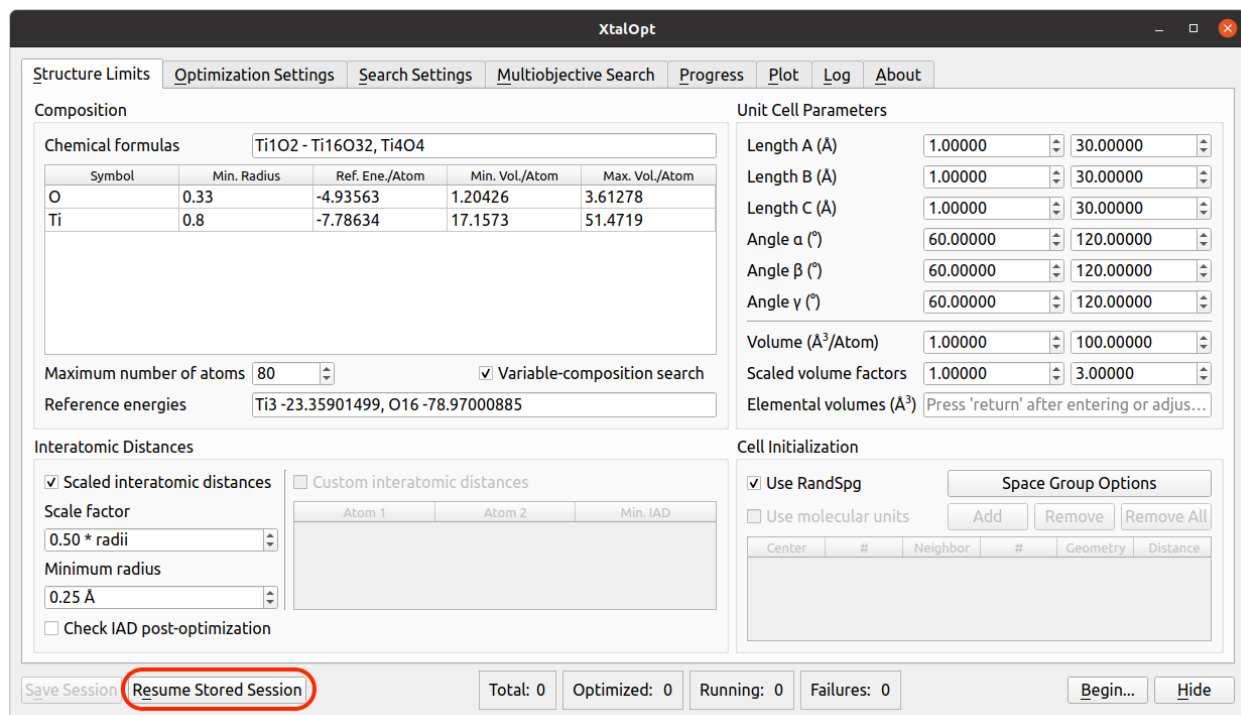 XtalOpt
Structure Limits Optimization Settings Search Settings Multiobjective Search Progress Plot Log About
Composition
Chemical formulas Ti1O2 - Ti16O32, Ti4O4
Symbol Min. Radius Ref. Ene./Atom Min. Vol./Atom Max. Vol./Atom
O 0.33 -4.93563 1.20426 3.61278
Ti 0.8 -7.78634 17.1573 51.4719
Maximum number of atoms 80 Variable-composition search
Reference energies Ti3 -23.35901499, O16 -78.97000885
Unit Cell Parameters
Length A (Å) 1.00000 30.00000
Length B (Å) 1.00000 30.00000
Length C (Å) 1.00000 30.00000
Angle α (°) 60.00000 120.00000
Angle β (°) 60.00000 120.00000
Angle γ (°) 60.00000 120.00000
Volume (Å³/Atom) 1.00000 100.00000
Scaled volume factors 1.00000 3.00000
Elemental volumes (Å³) Press 'return' after entering or adjus...
Interatomic Distances
Scaled interatomic distances Custom interatomic distances
Scale factor
0.50 * radii
Minimum radius
0.25 Å
Check IAD post-optimization
Atom 1 Atom 2 Min. IAD
Cell Initialization
Use RandSpg Space Group Options
Use molecular units Add Remove Remove All
Center # Neighbor # Geometry Distance
Save Session Resume Stored Session Total: 0 Optimized: 0 Running: 0 Failures: 0 Begin... Hide